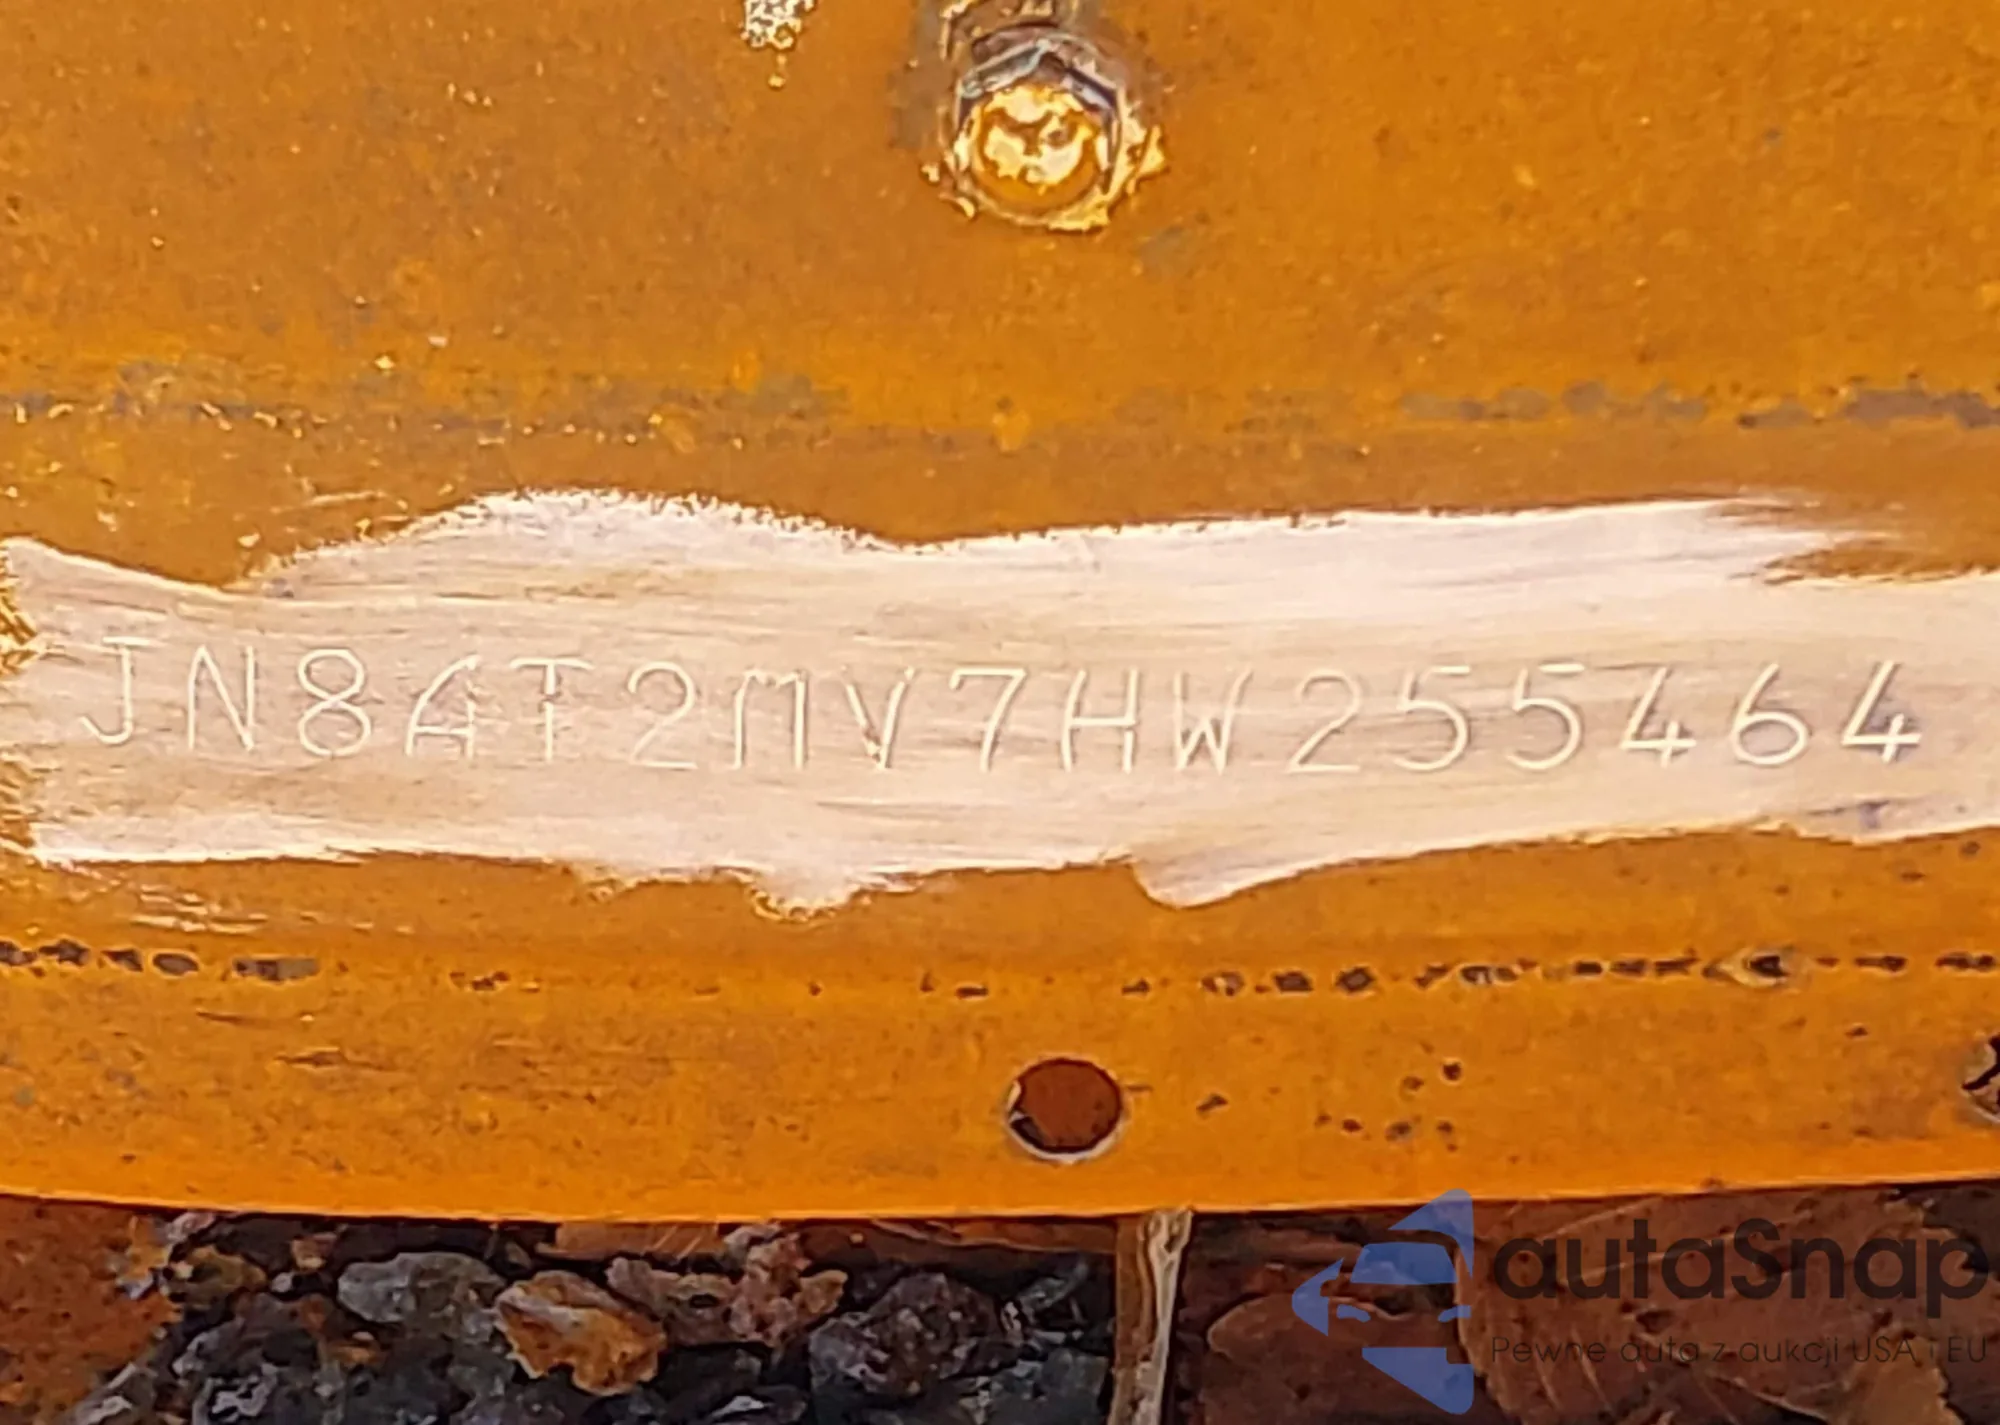 JN8AT2MV7HW255464
autaSnap
Pewne auta z aukcji USA i EU